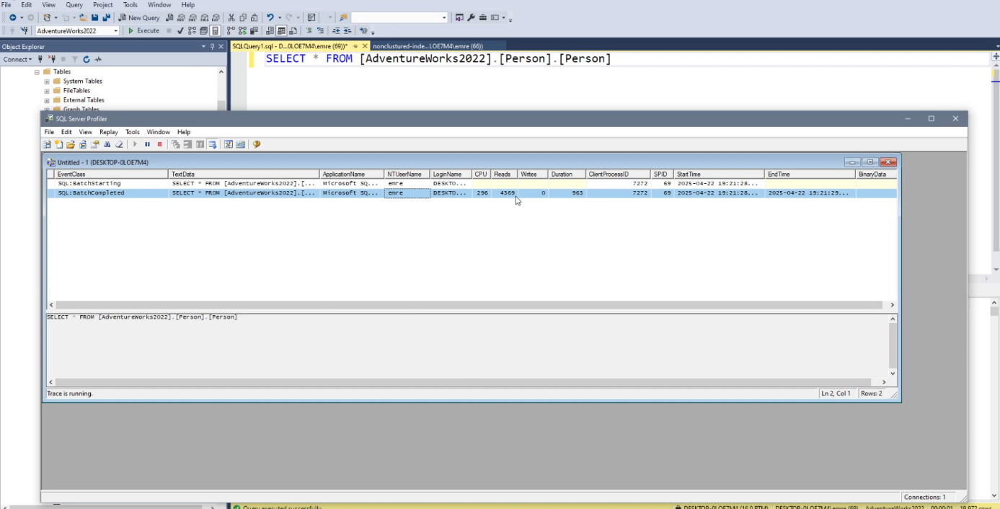 File Edit View Query Project Tools Window Help
New Query
AdventureWorks2022 Execute
Object Explorer
SQLQuery1.sql - D...0LOE7M4\emre (69))* nonclustured-inde...LOE7M4\emre (66))
Connect
SELECT * FROM [AdventureWorks2022].[Person].[Person]
Tables
System Tables
FileTables
External Tables
Graph Tables
SQL Server Profiler
File Edit View Replay Tools Window Help
Untitled - 1 (DESKTOP-0LOE7M4)
EventClass TextData ApplicationName NTUserName LoginName CPU Reads Writes Duration ClientProcessID SPID StartTime EndTime BinaryData
SQL:BatchStarting SELECT * FROM [AdventureWorks2022].[... Microsoft SQ... emre DESKTO... 7272 69 2025-04-22 19:21:28...
SQL:BatchCompleted SELECT * FROM [AdventureWorks2022].[... Microsoft SQ... emre DESKTO... 296 4369 0 963 7272 69 2025-04-22 19:21:28... 2025-04-22 19:21:29...
SELECT * FROM [AdventureWorks2022].[Person].[Person]
Trace is running. Ln 2, Col 1 Rows: 2
Connections: 1
Query executed successfully. DESKTOP-0LOE7M4 (16.0 RTM) DESKTOP-0LOE7M4\emre (69) AdventureWorks2022 00:00:01 19,972 rows